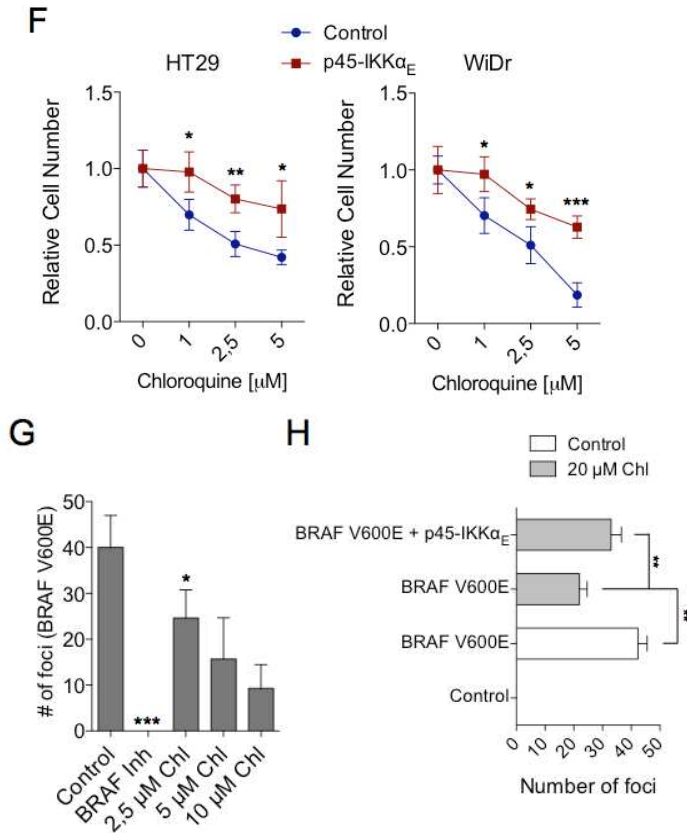 F
Control
p45-IKKαE
HT29
WiDr
Relative Cell Number
1.5
1.0
0.5
0.0
*
**
*
0
1
2,5
5
Chloroquine [μM]
Relative Cell Number
1.5
1.0
0.5
0.0
*
*
***
0
1
2,5
5
Chloroquine [μM]
G
# of foci (BRAF V600E)
50
40
30
20
10
0
***
*
Control
BRAF Inh
2,5 μM Chl
5 μM Chl
10 μM Chl
H
Control
20 μM Chl
BRAF V600E + p45-IKKαE
BRAF V600E
BRAF V600E
Control
**
**
0
10
20
30
40
50
Number of foci